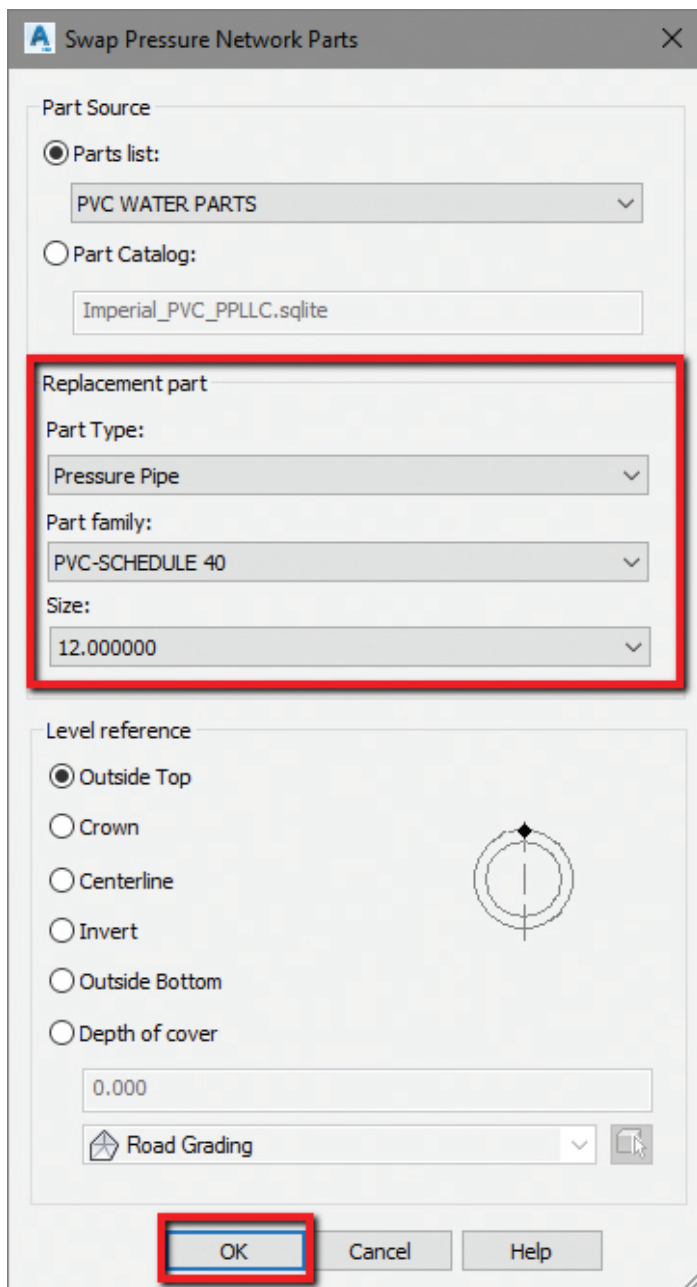 Swap Pressure Network Parts
Part Source
Parts list:
PVC WATER PARTS
Part Catalog:
Imperial_PVC_PPLLC.sqlite
Replacement part
Part Type:
Pressure Pipe
Part family:
PVC-SCHEDULE 40
Size:
12.000000
Level reference
Outside Top
Crown
Centerline
Invert
Outside Bottom
Depth of cover
0.000
Road Grading
OK Cancel Help